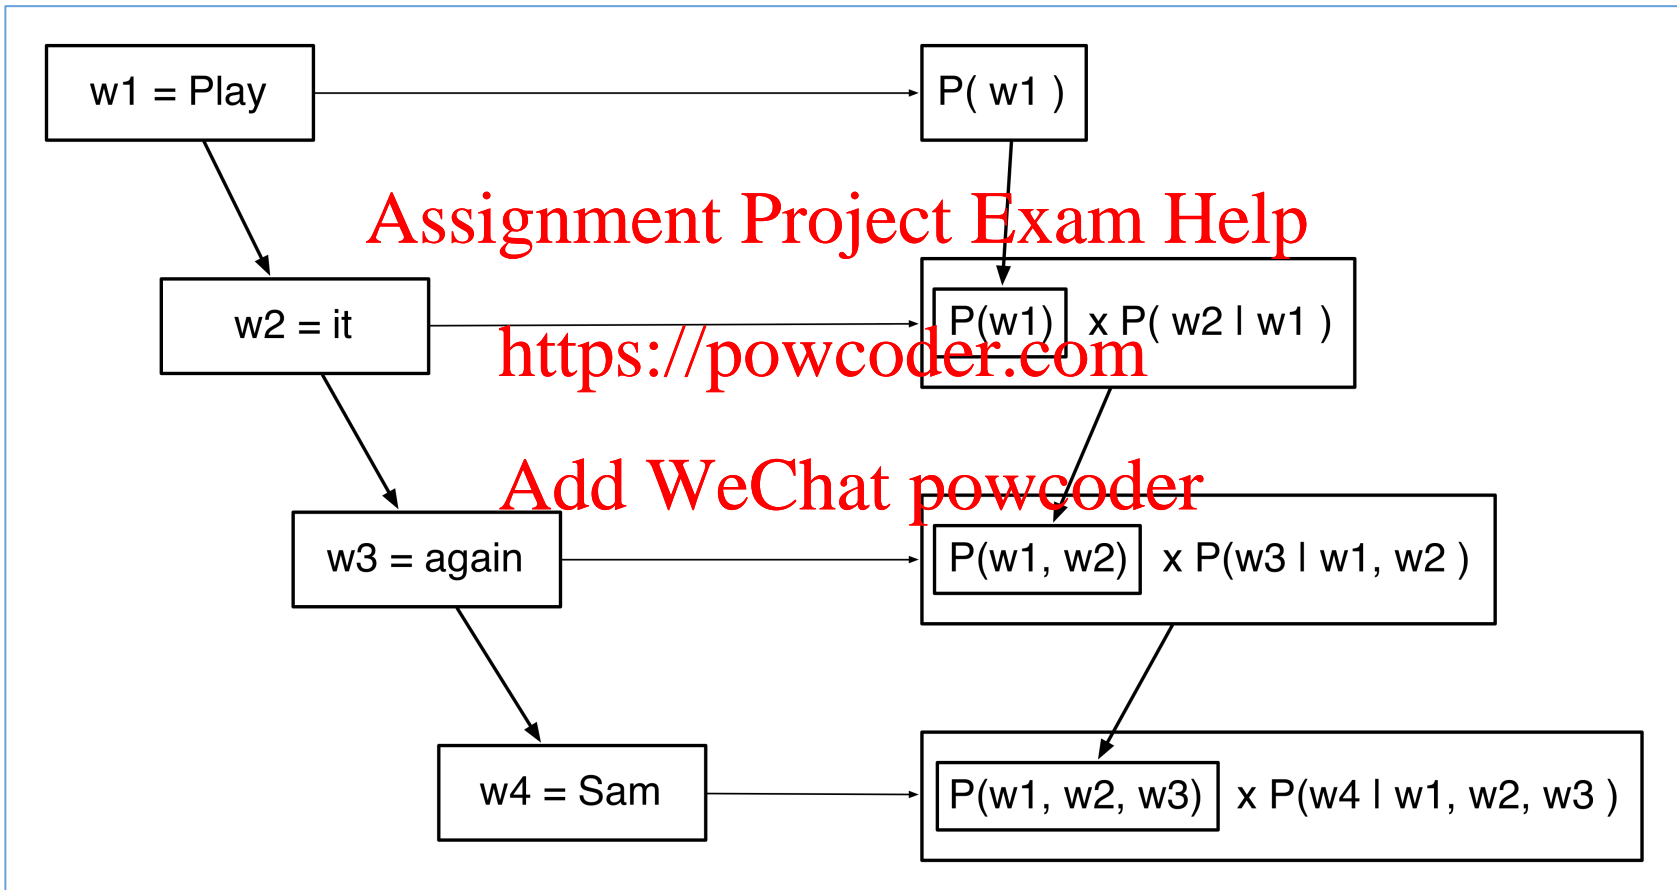 w1 = Play
P( w1 )
Assignment Project Exam Help
w2 = it
P(w1) x P( w2 | w1 )
https://powcoder.com
Add WeChat powcoder
w3 = again
P(w1, w2) x P(w3 | w1, w2 )
w4 = Sam
P(w1, w2, w3) x P(w4 | w1, w2, w3 )